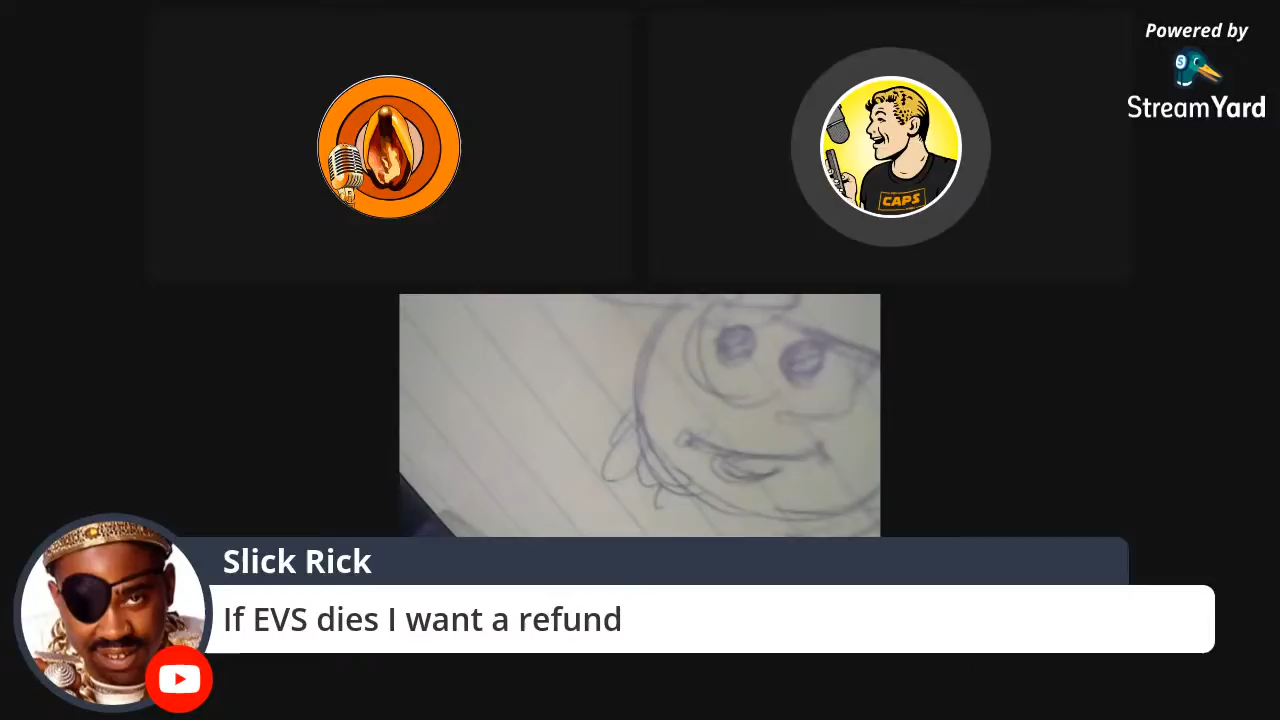 Powered by
StreamYard
CAPS
Slick Rick
If EVS dies I want a refund